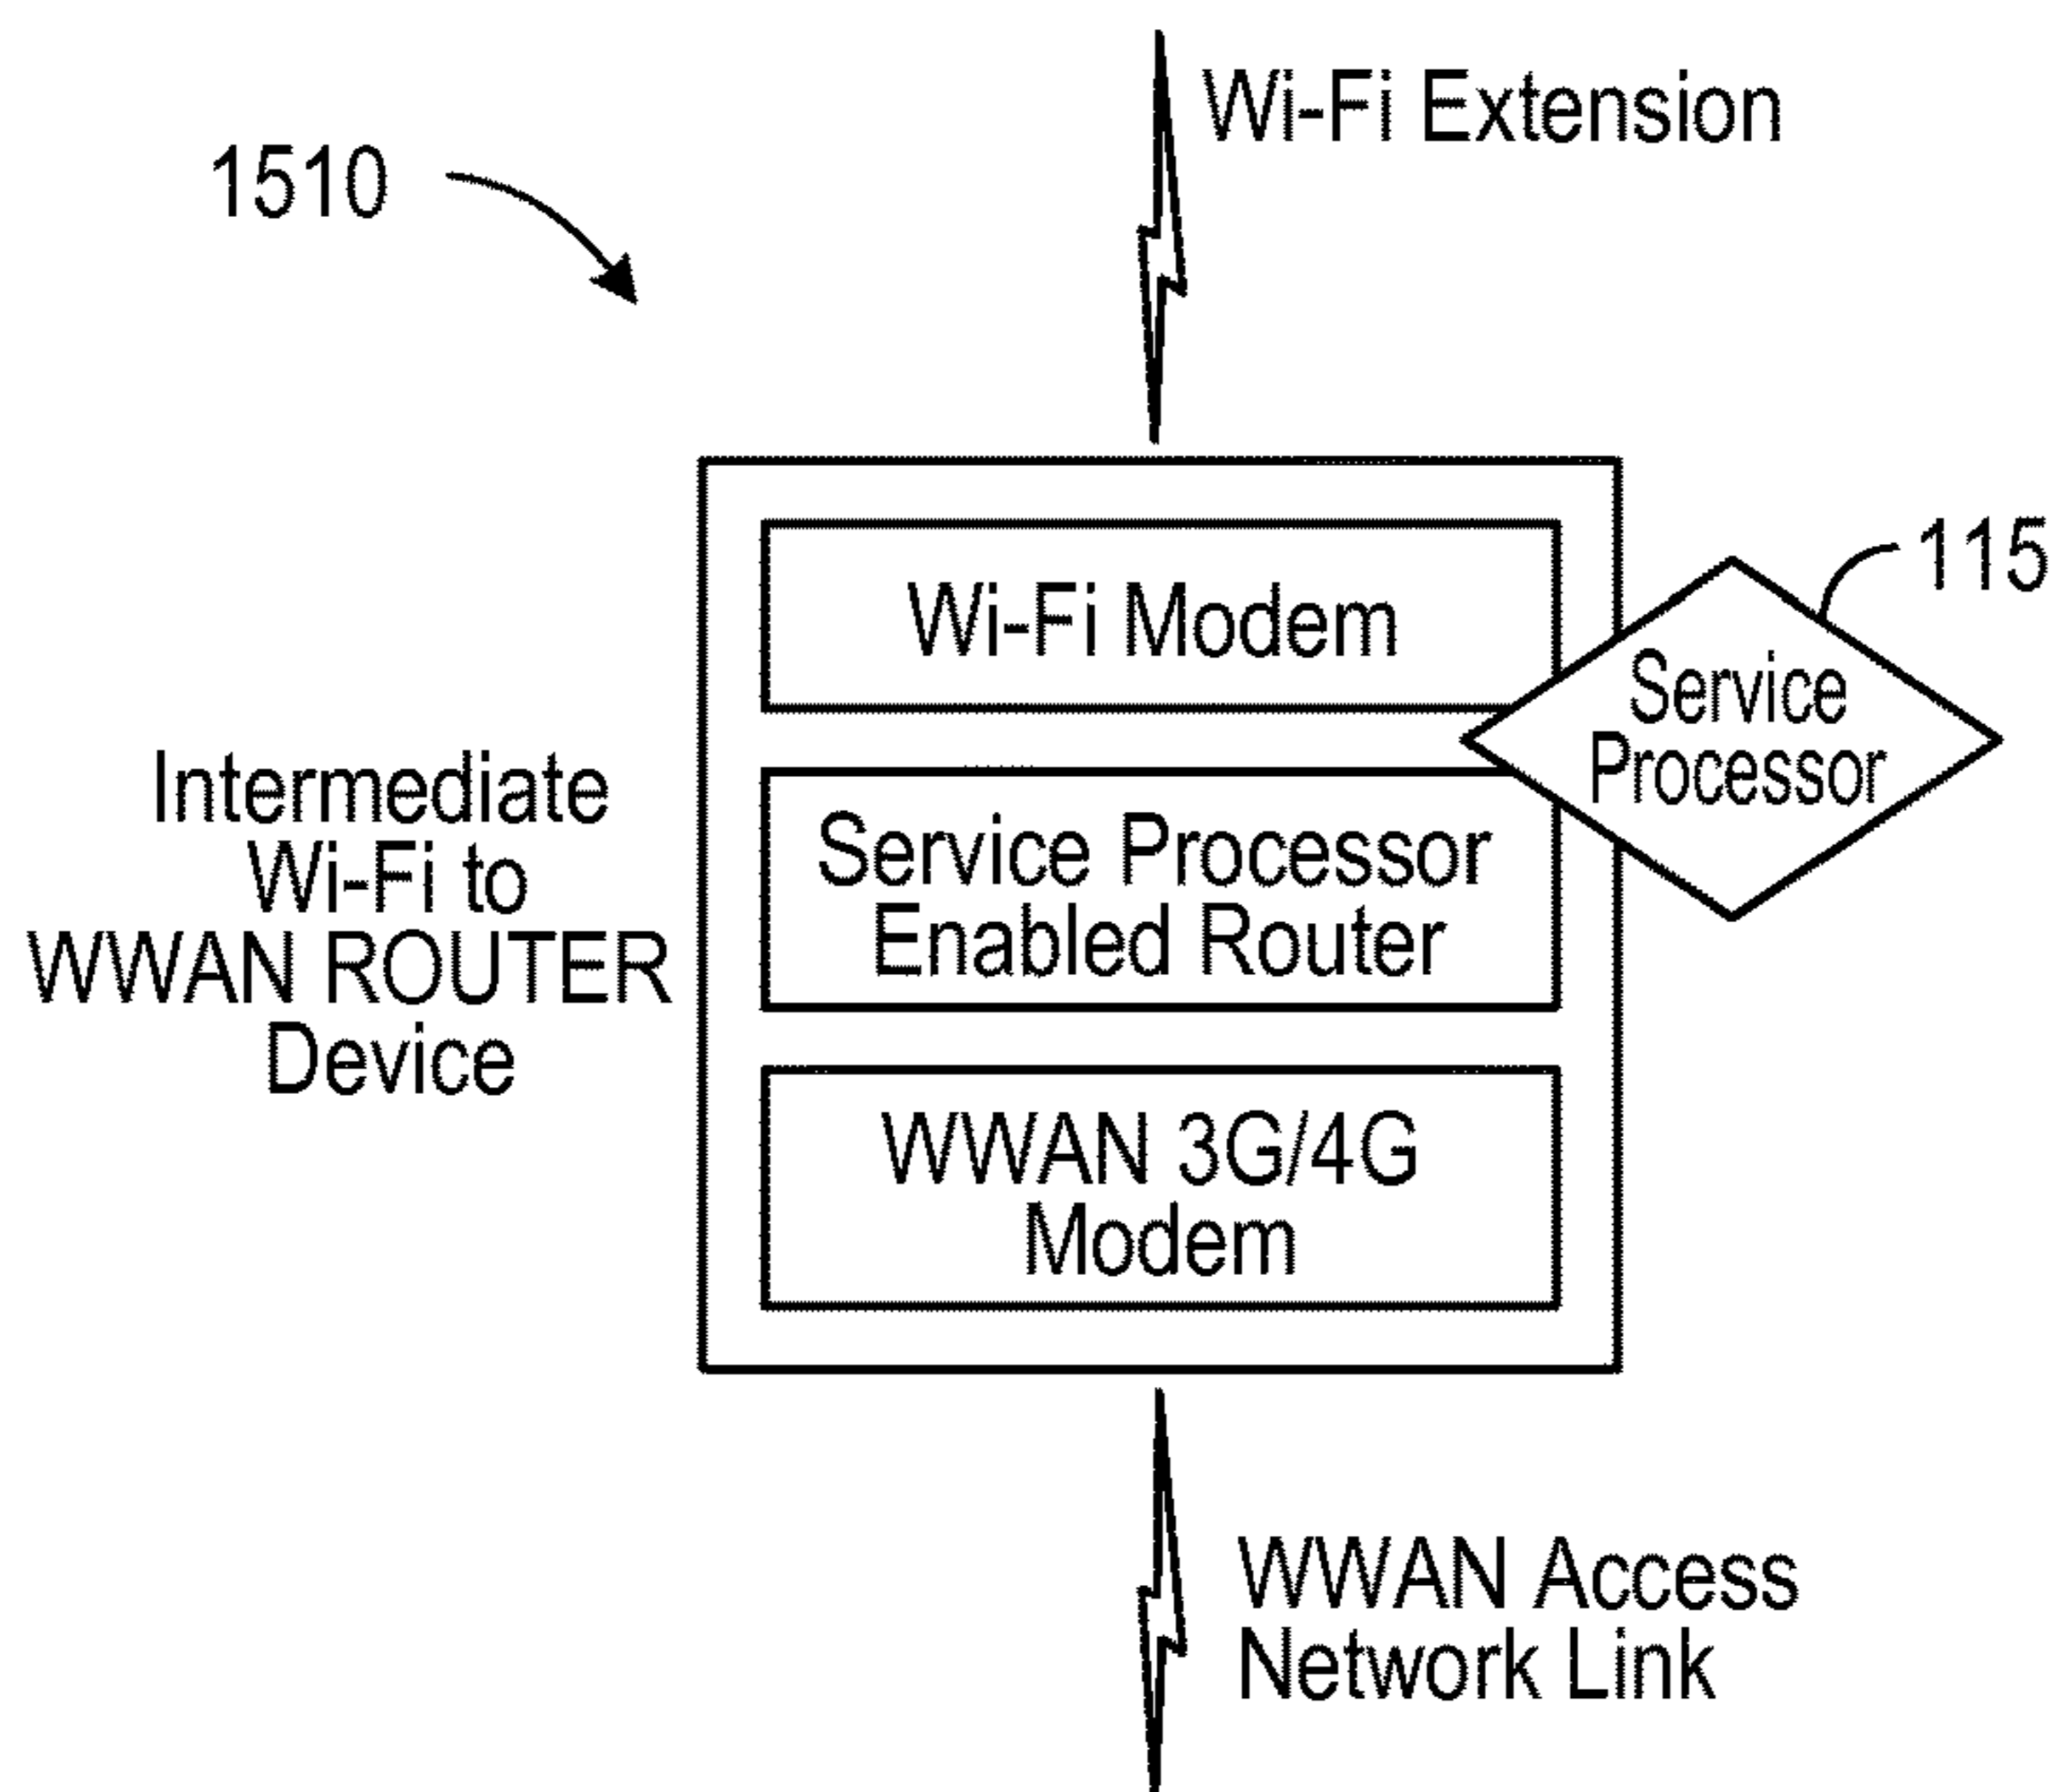 Wi-Fi Extension
1510
115
Wi-Fi Modem
Service
Processor
Intermediate
Wi-Fi to
WWAN ROUTER
Device
Service Processor
Enabled Router
WWAN 3G/4G
Modem
WWAN Access
Network Link